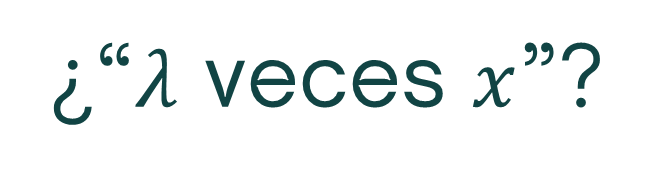 ¿“λ veces x”?